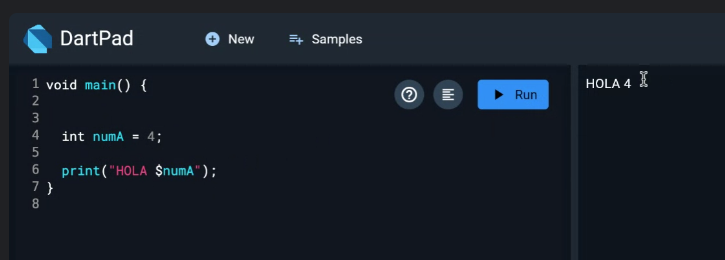 DartPad
New
Samples
1 void main() {
2
3
4 int numA = 4;
5
6 print("HOLA $numA");
7 }
8
Run
HOLA 4